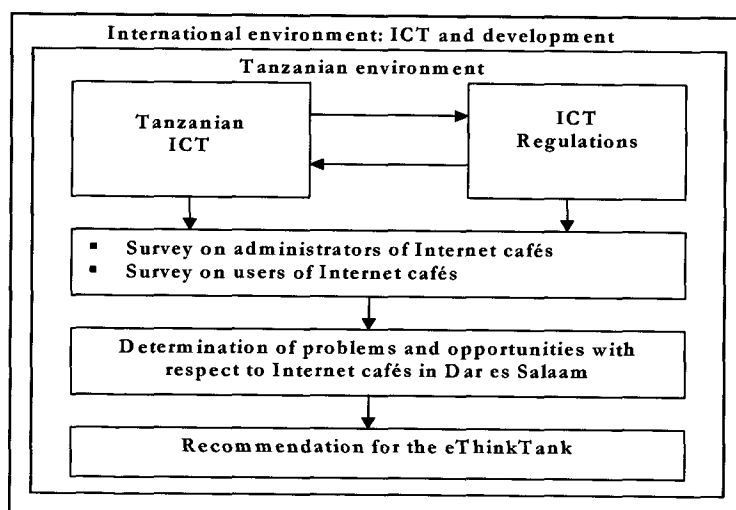 International environment: ICT and development
Tanzanian environment
Tanzanian
ICT
ICT
Regulations
▪ Survey on administrators of Internet cafés
▪ Survey on users of Internet cafés
Determination of problems and opportunities with
respect to Internet cafés in Dar es Salaam
Recommendation for the eThinkTank